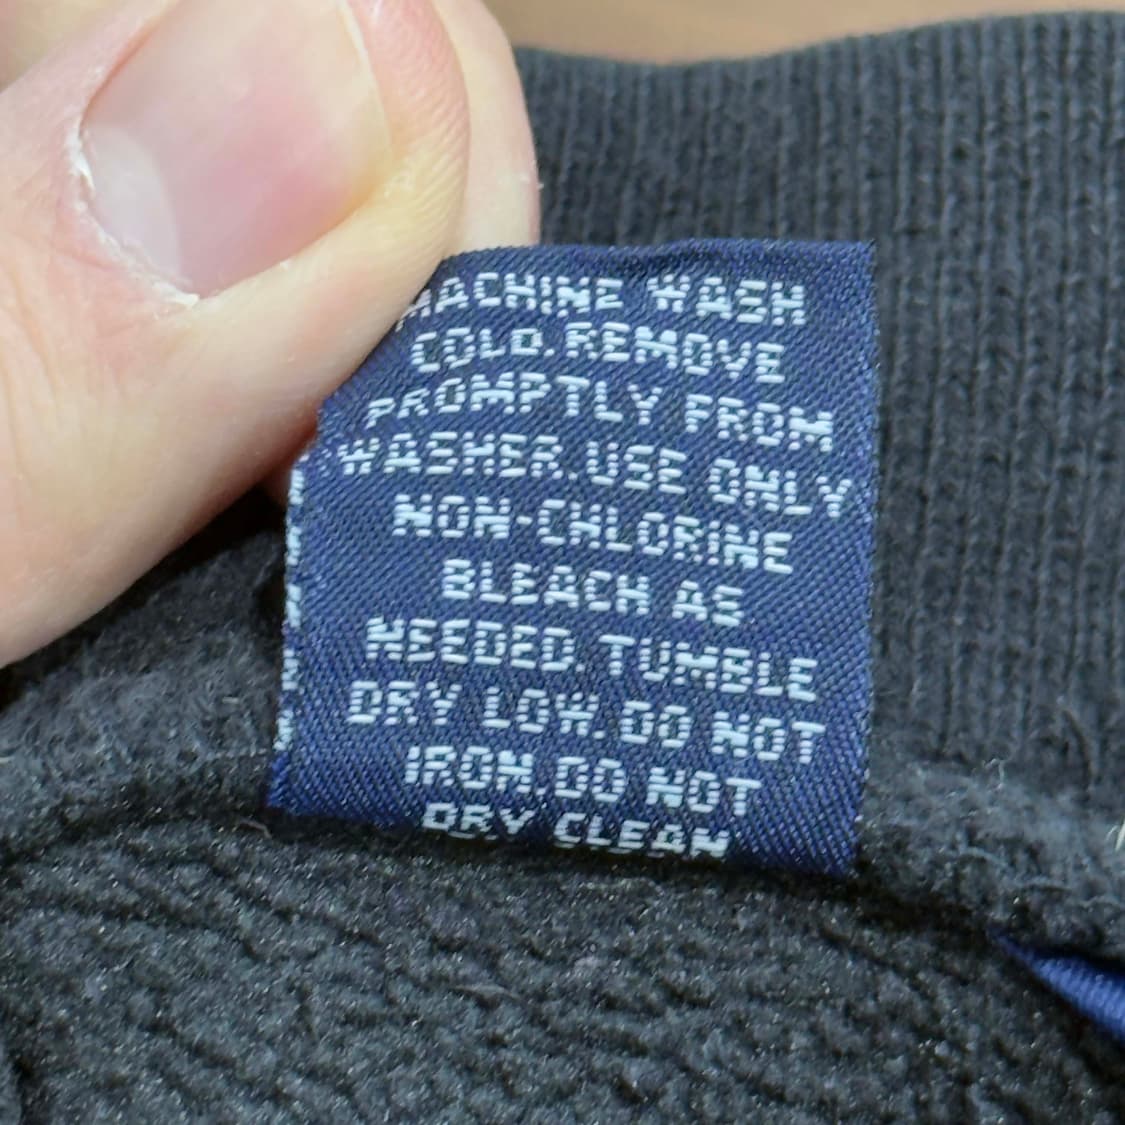 MACHINE WASH
COLD.REMOVE
PROMPTLY FROM
WASHER.USE ONLY
NON-CHLORINE
BLEACH AS
NEEDED.TUMBLE
DRY LOW.DO NOT
IRON.DO NOT
DRY CLEAN